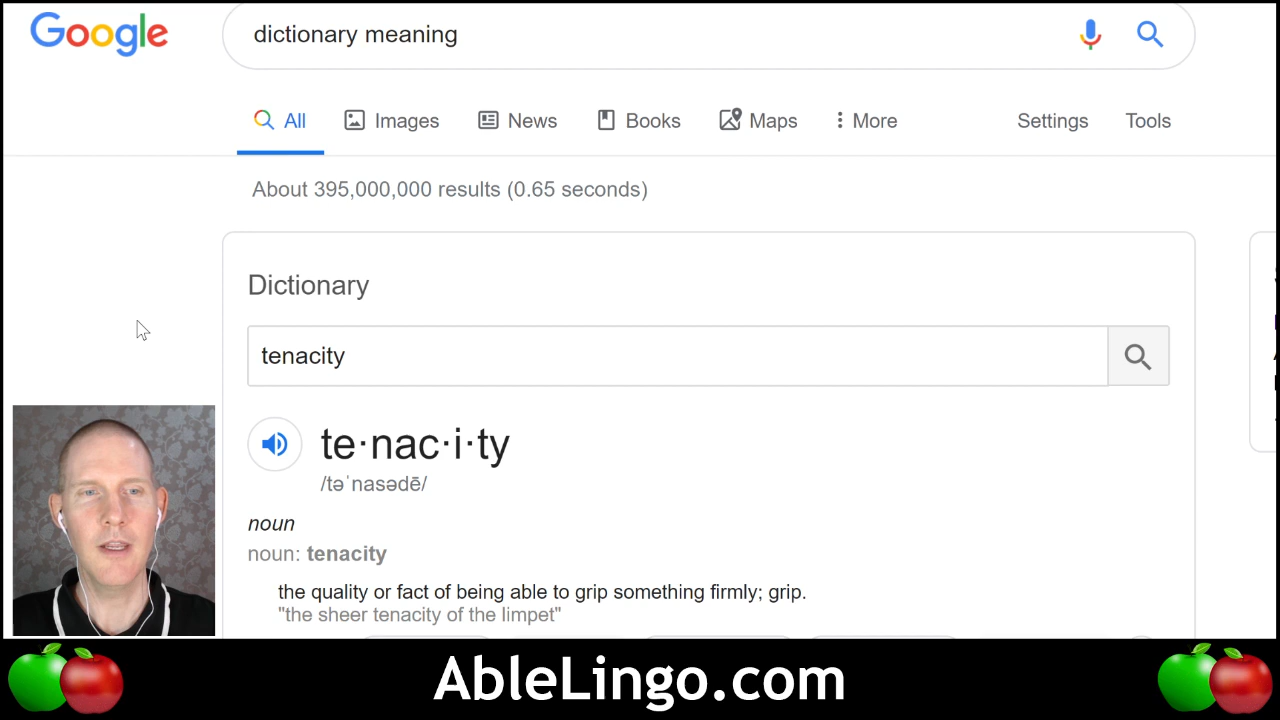 Google
dictionary meaning
All Images News Books Maps More Settings Tools
About 395,000,000 results (0.65 seconds)
Dictionary
tenacity
te·nac·i·ty
/təˈnasədē/
noun
noun: tenacity
the quality or fact of being able to grip something firmly; grip.
"the sheer tenacity of the limpet"
AbleLingo.com